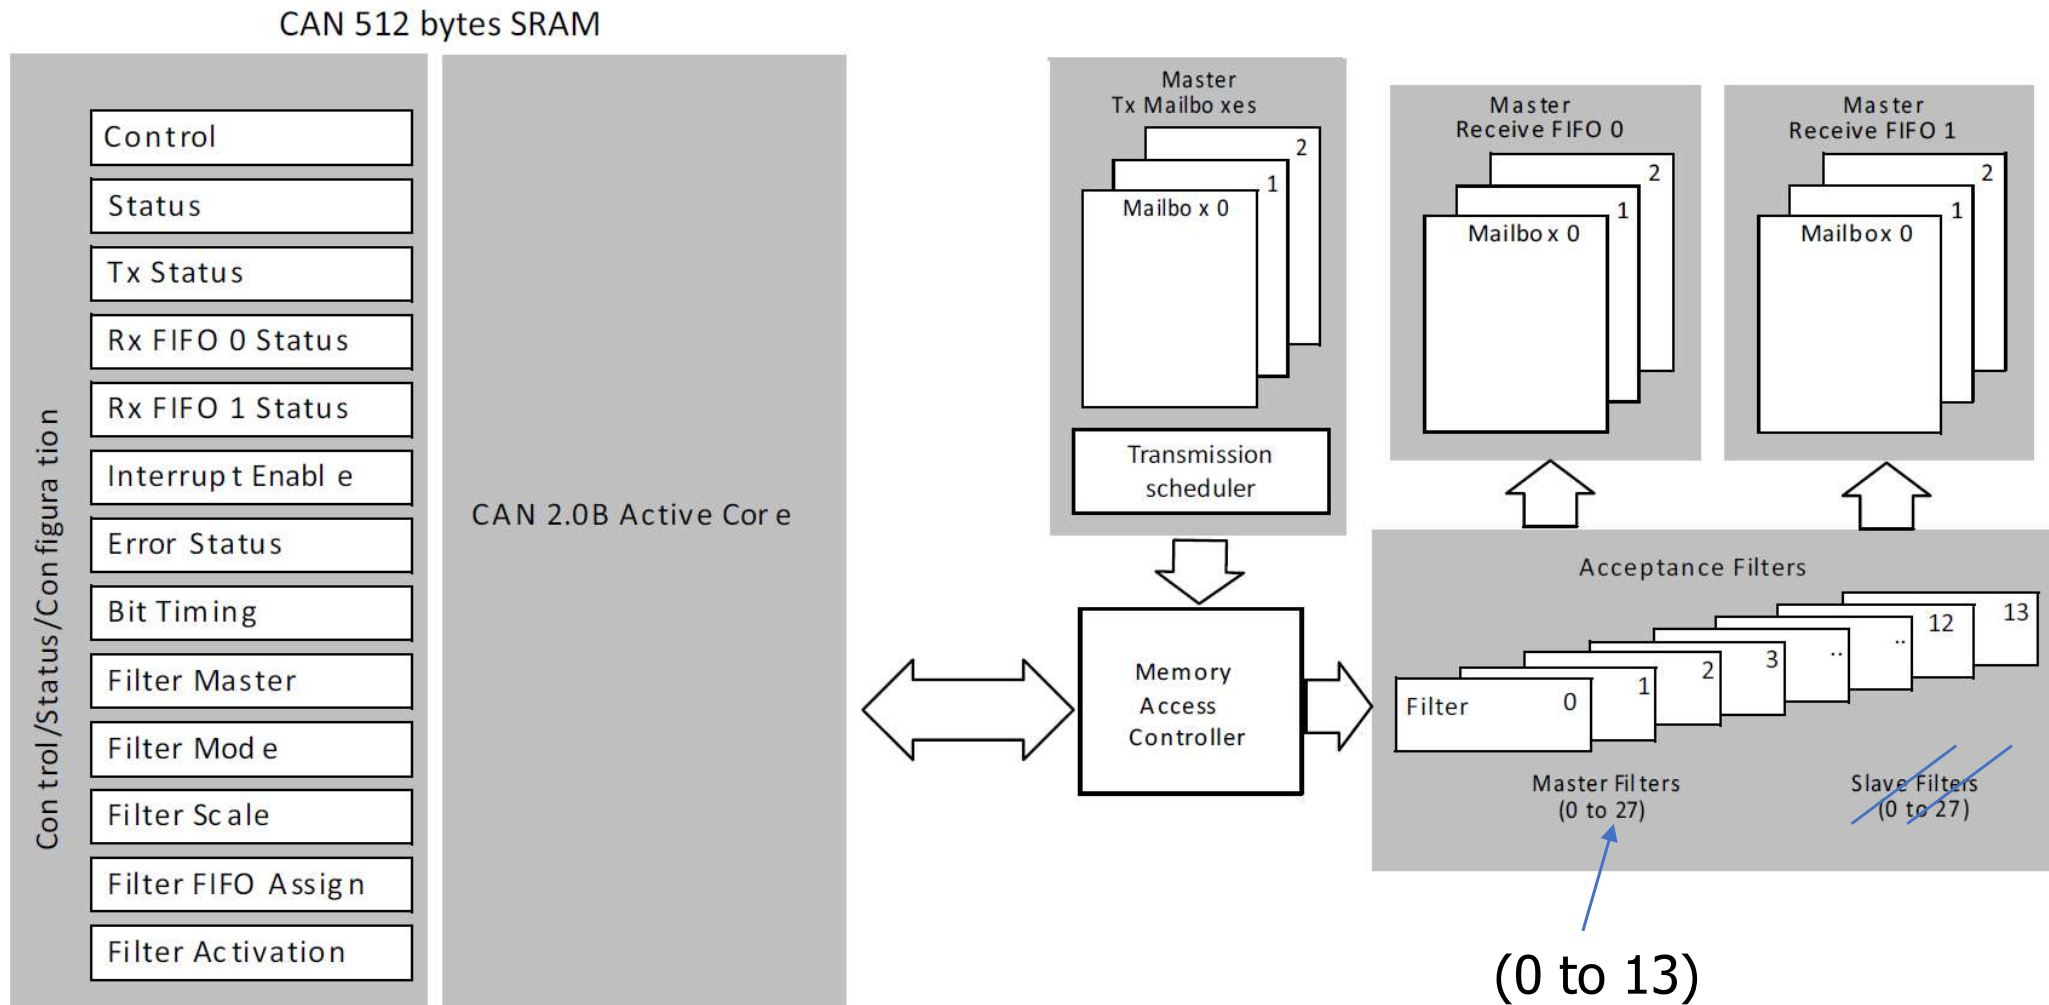 CAN 512 bytes SRAM
Control/Status/Configuration
Control
Status
Tx Status
Rx FIFO 0 Status
Rx FIFO 1 Status
Interrupt Enable
Error Status
Bit Timing
Filter Master
Filter Mode
Filter Scale
Filter FIFO Assign
Filter Activation
CAN 2.0B Active Core
Master
Tx Mailboxes
2
1
Mailbox 0
Transmission
scheduler
Master
Receive FIFO 0
2
1
Mailbox 0
Master
Receive FIFO 1
2
1
Mailbox 0
Memory
Access
Controller
Acceptance Filters
Filter 0
1
2
3
..
..
12
13
Master Filters
(0 to 27)
Slave Filters
(0 to 27)
(0 to 13)